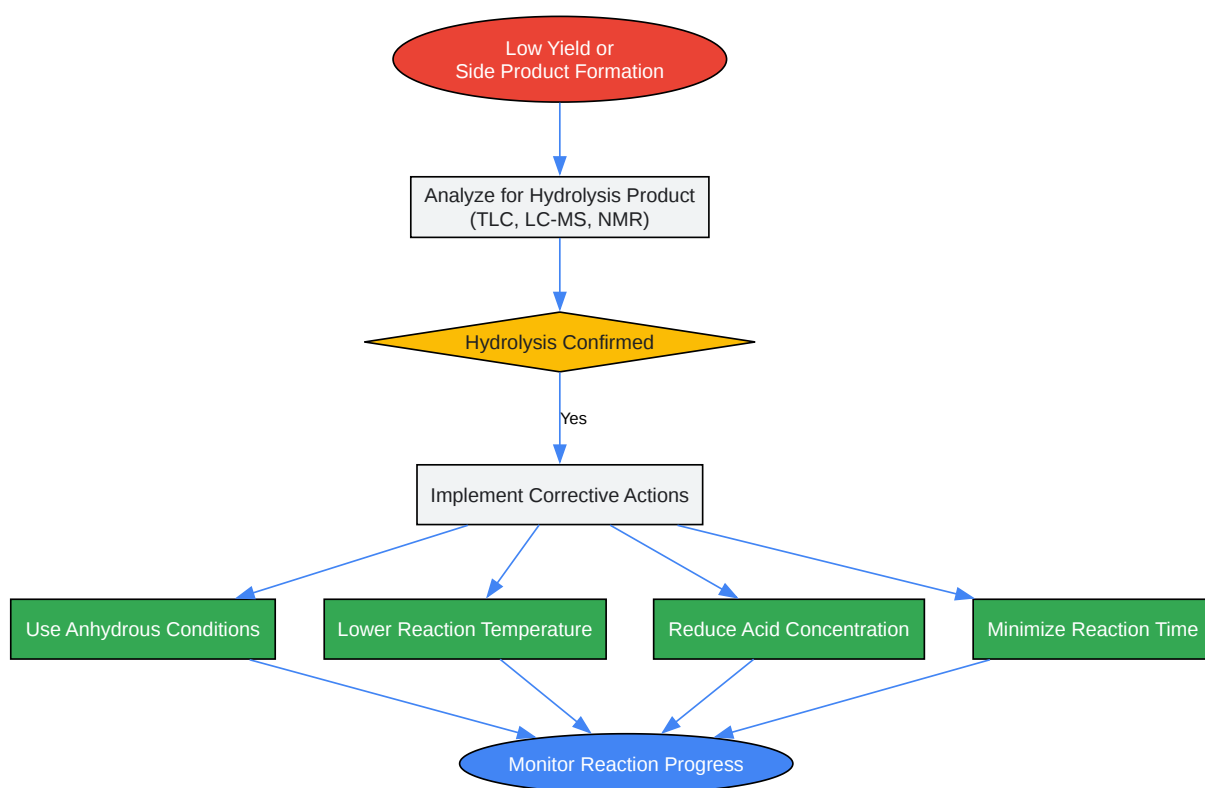 Low Yield or
Side Product Formation
Analyze for Hydrolysis Product
(TLC, LC-MS, NMR)
Hydrolysis Confirmed
Yes
Implement Corrective Actions
Use Anhydrous Conditions
Lower Reaction Temperature
Reduce Acid Concentration
Minimize Reaction Time
Monitor Reaction Progress